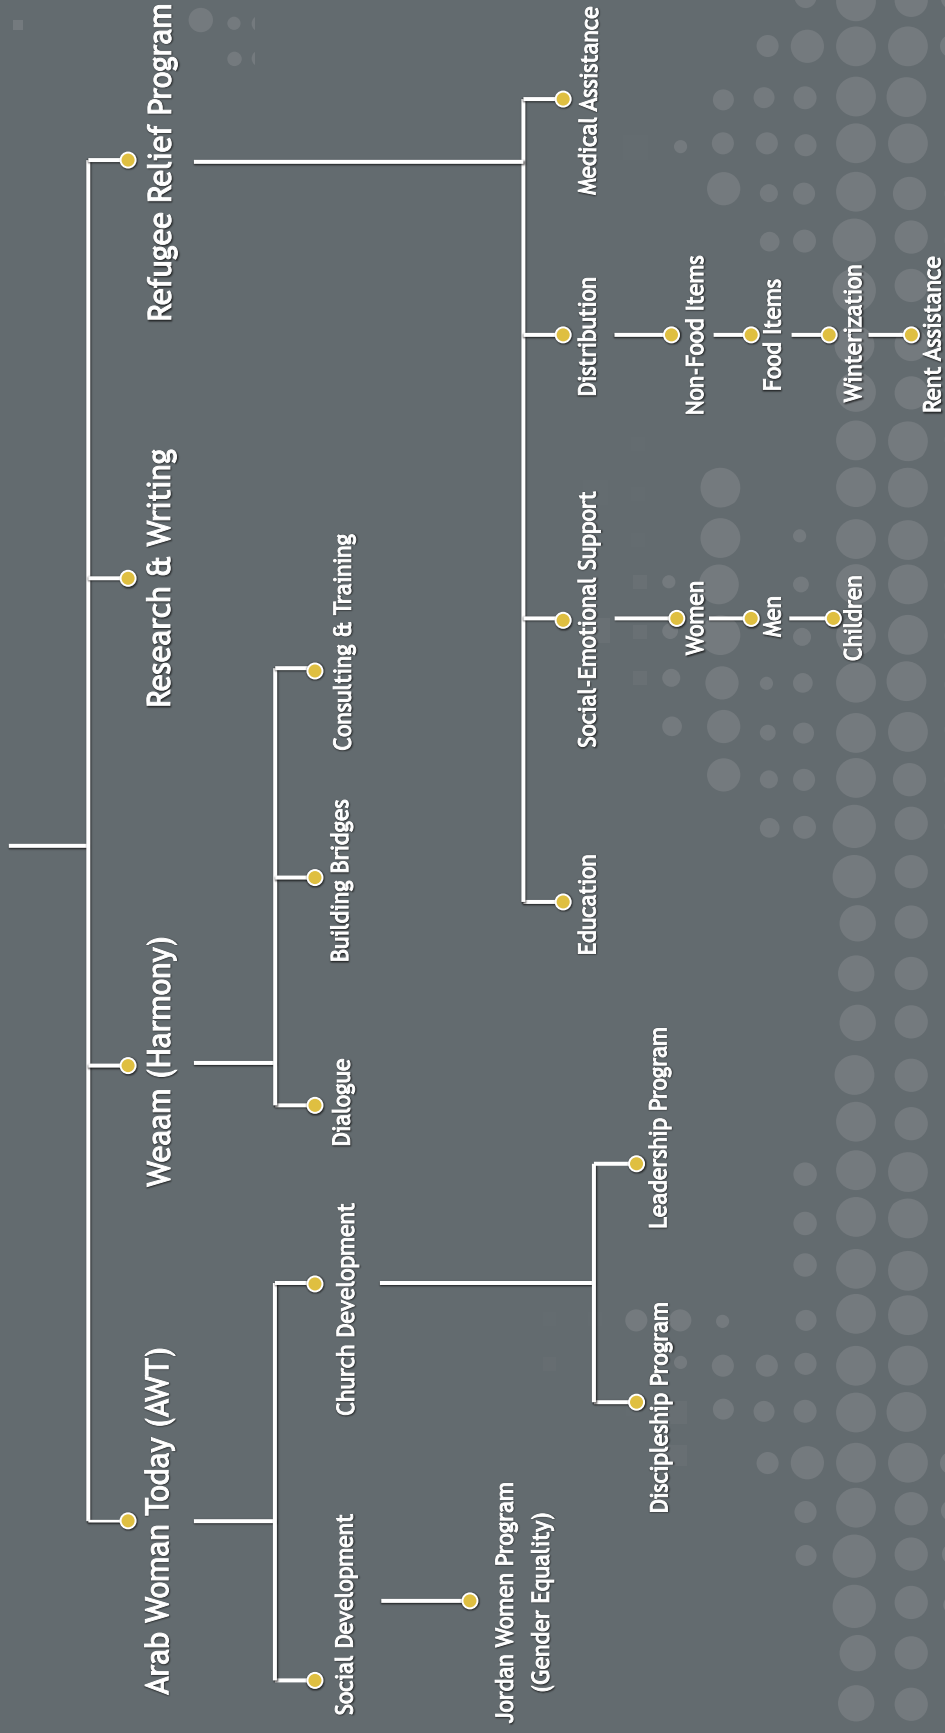 Arab Woman Today (AWT)
Weaam (Harmony)
Research & Writing
Refugee Relief Program
Social Development
Church Development
Dialogue
Building Bridges
Consulting & Training
Jordan Women Program
(Gender Equality)
Discipleship Program
Leadership Program
Education
Social-Emotional Support
Distribution
Medical Assistance
Women
Men
Children
Non-Food Items
Food Items
Winterization
Rent Assistance